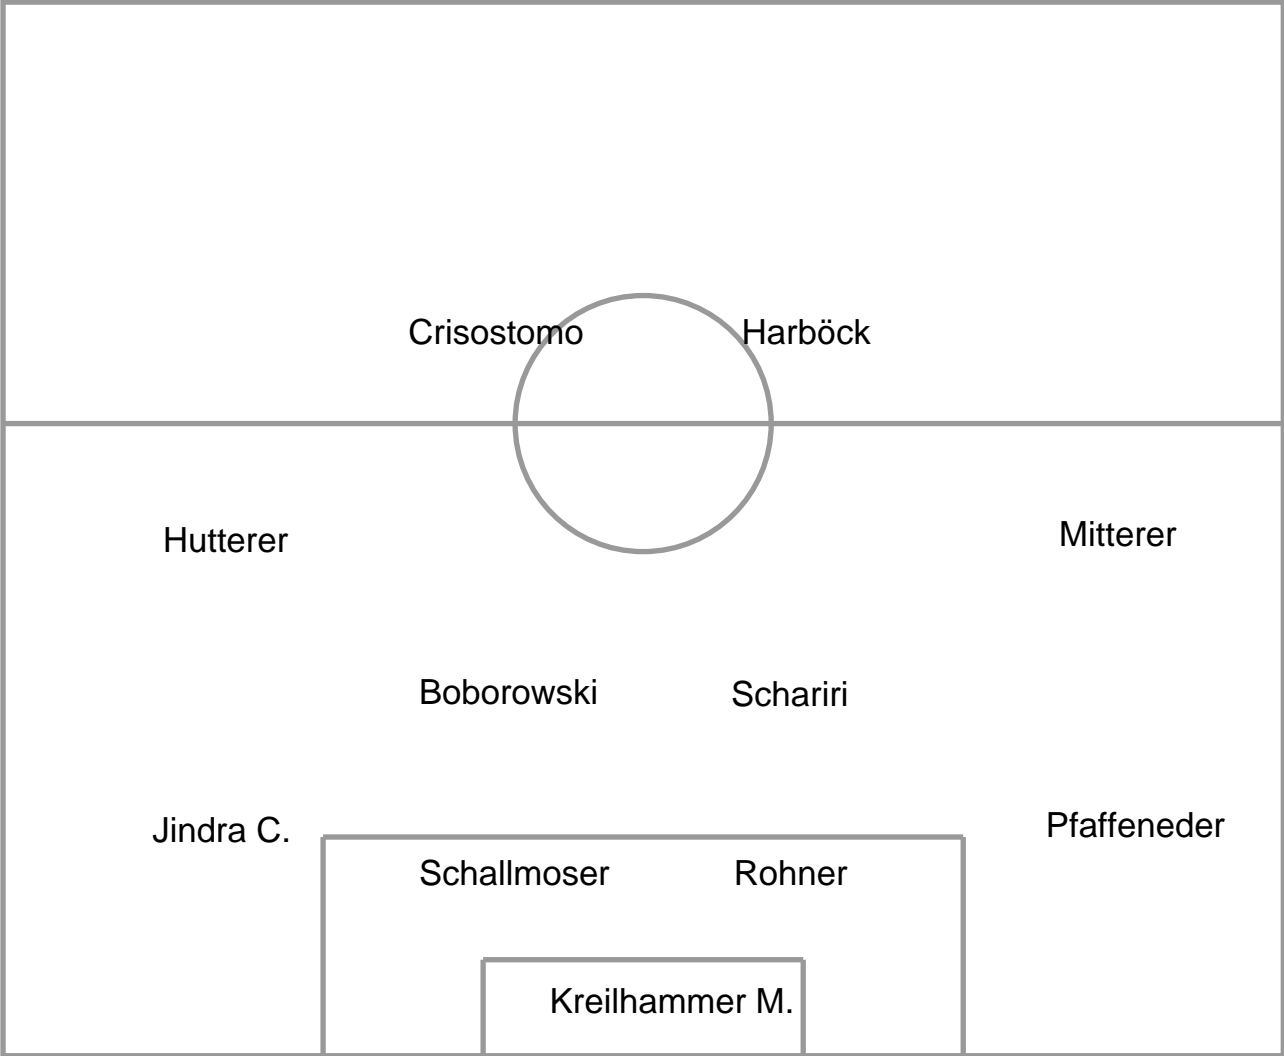 Crisostomo Harböck
Hutterer Mitterer
Boborowski Schariri
Jindra C. Pfaffeneder
Schallmoser Rohner
Kreilhammer M.